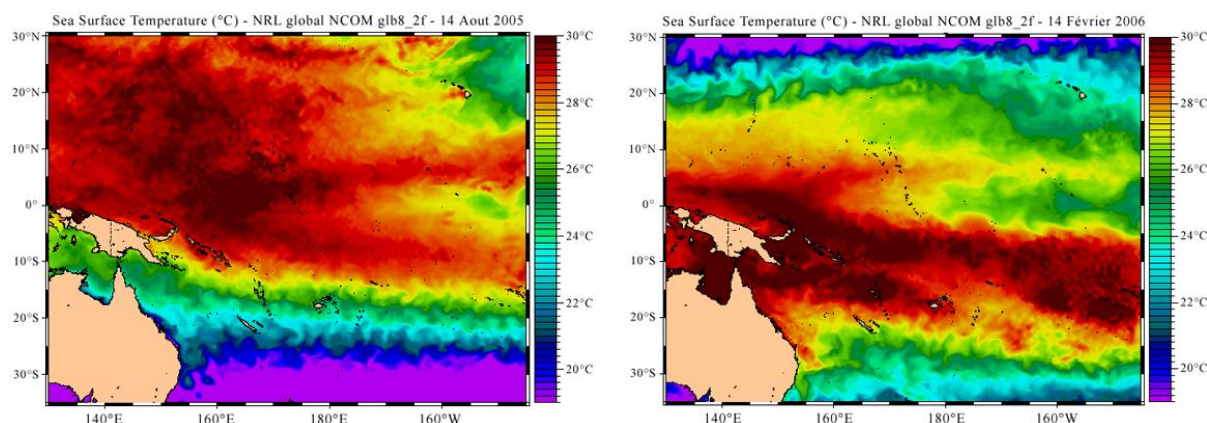 Sea Surface Temperature (°C) - NRL global NCOM glb8_2f - 14 Aout 2005
30°N
20°N
10°N
0°
10°S
20°S
30°S
140°E
160°E
180°E
160°W
30°C
28°C
26°C
24°C
22°C
20°C
Sea Surface Temperature (°C) - NRL global NCOM glb8_2f - 14 Février 2006
30°N
20°N
10°N
0°
10°S
20°S
30°S
140°E
160°E
180°E
160°W
30°C
28°C
26°C
24°C
22°C
20°C